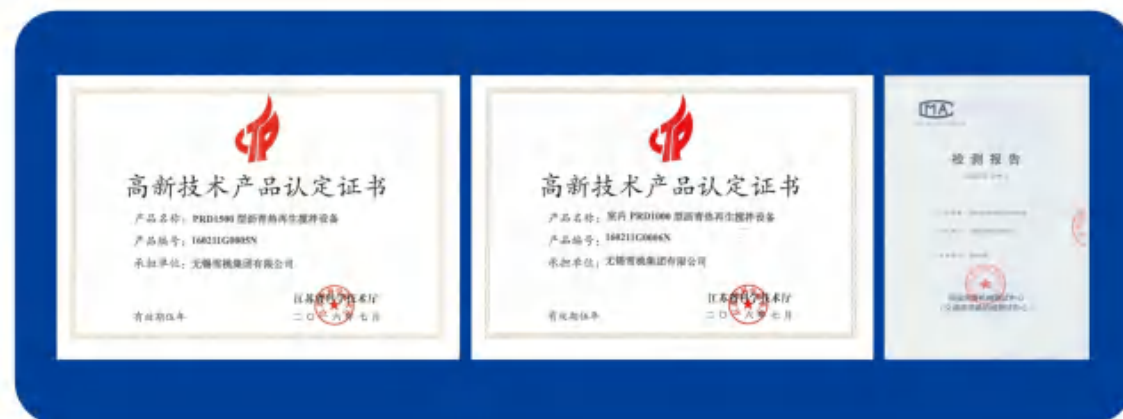 高新技术产品认定证书
产品名称：PRD1500 型沥青热再生搅拌设备
产品编号：160211G0005N
承担单位：无锡雪桃集团有限公司
江苏省科学技术厅
有效期伍年
二〇一六年七月
高新技术产品认定证书
产品名称：室内 PRD1000 型沥青热再生搅拌设备
产品编号：160211G0006N
承担单位：无锡雪桃集团有限公司
江苏省科学技术厅
有效期伍年
二〇一六年七月
MA
检测报告